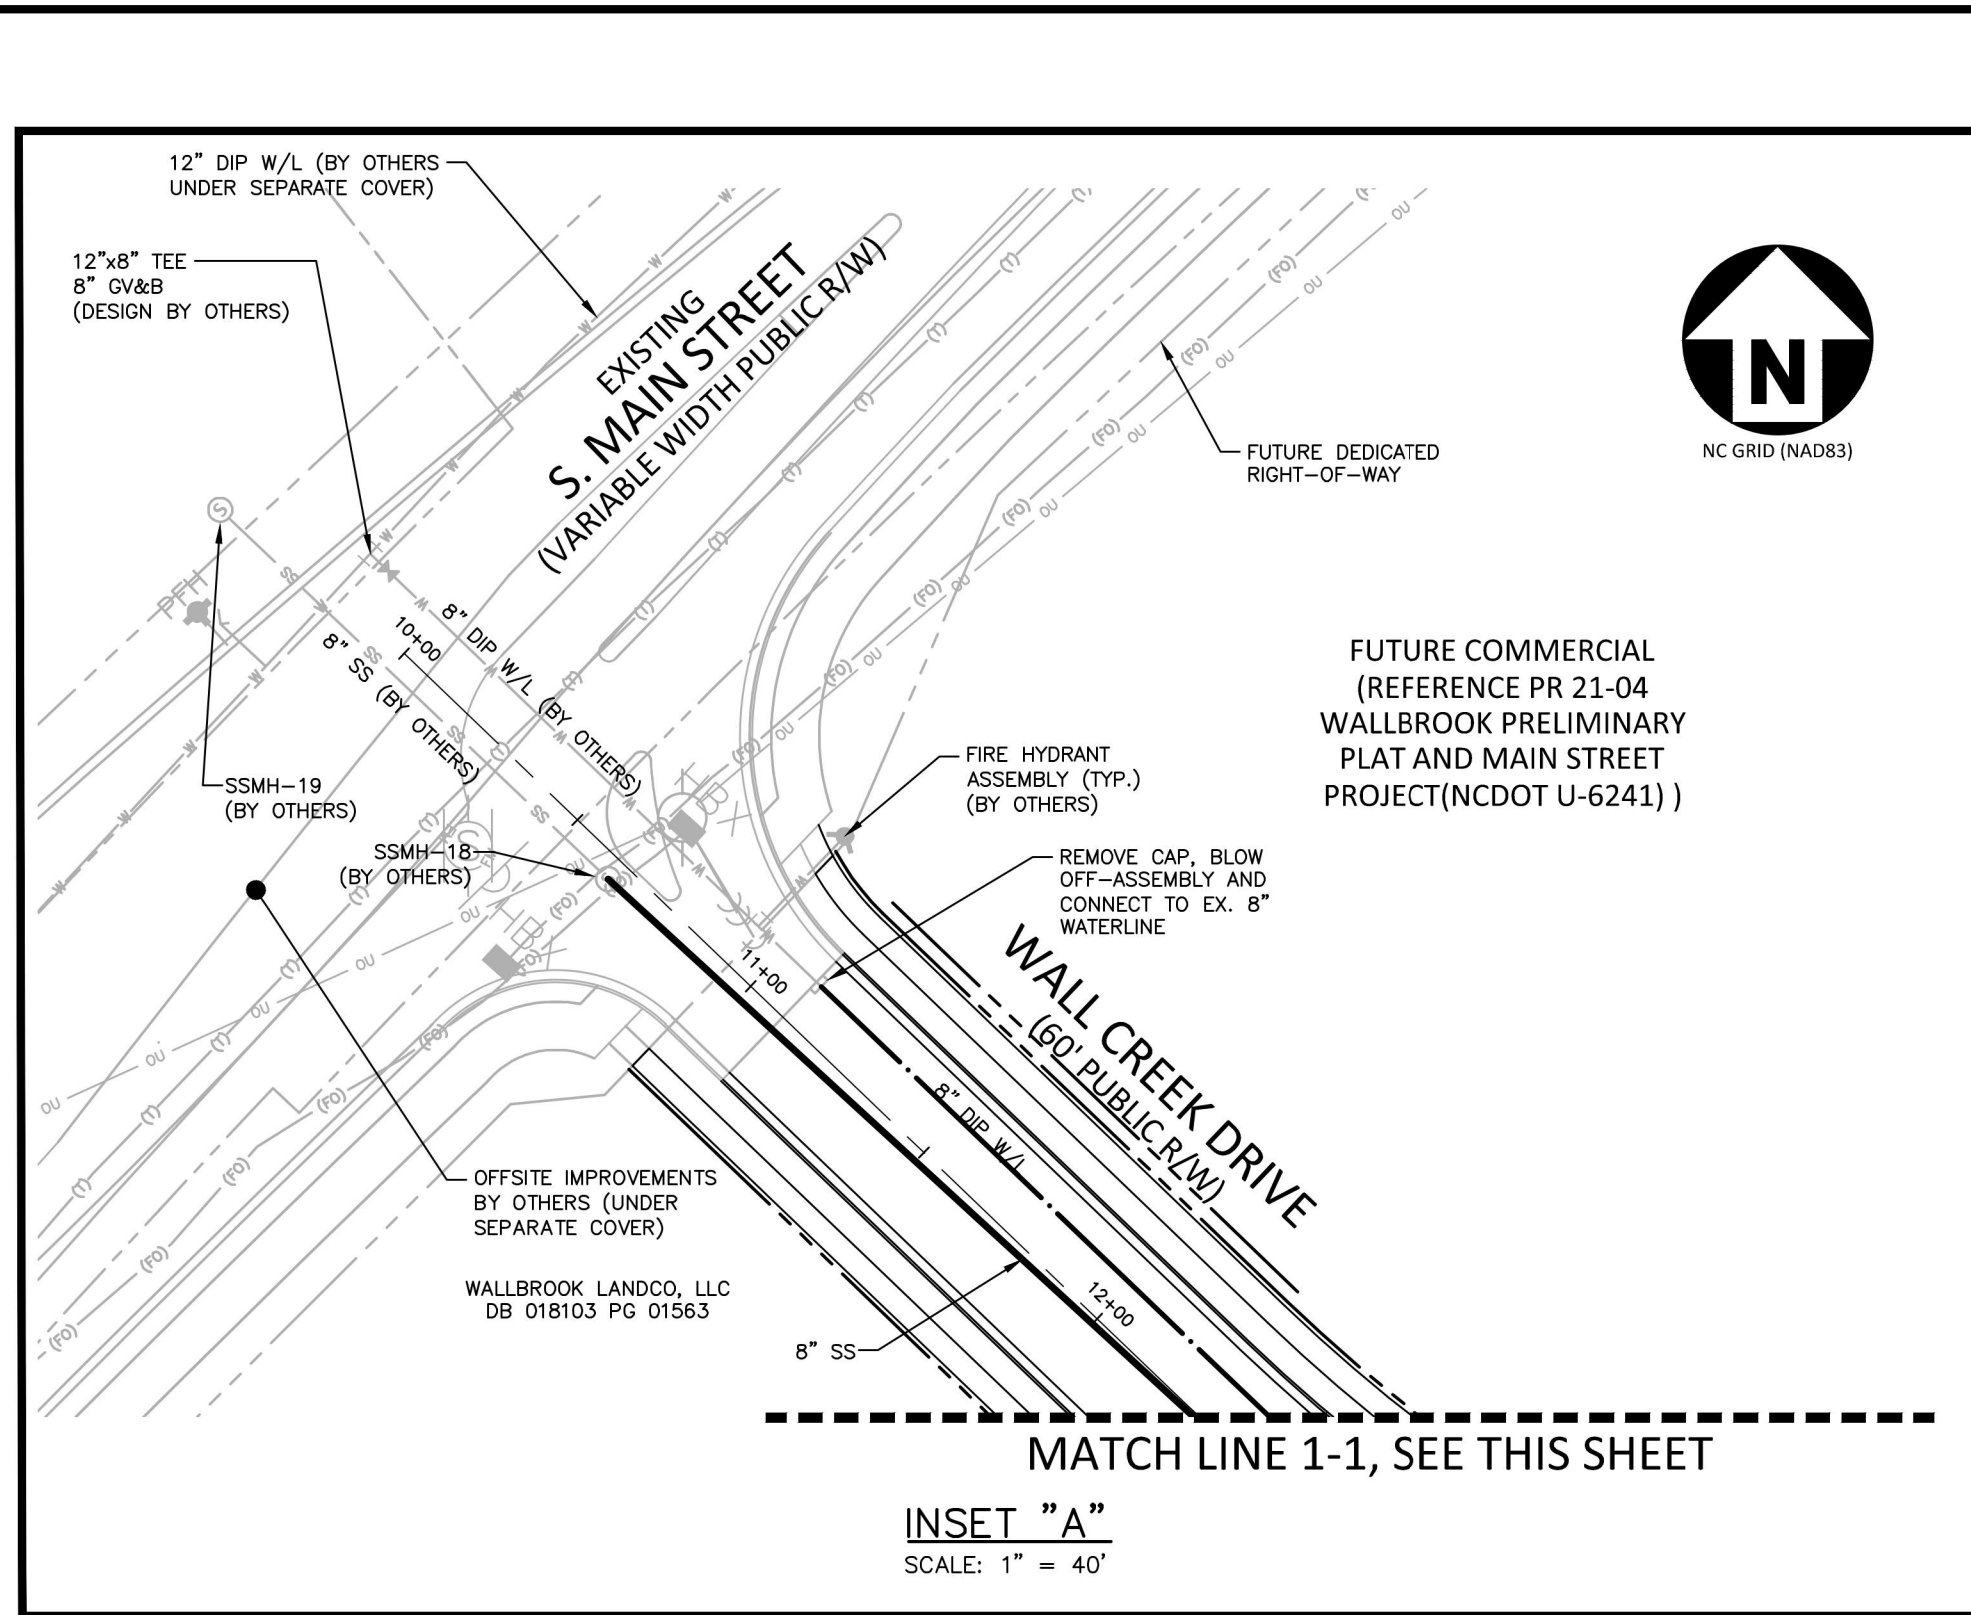 12" DIP W/L (BY OTHERS
UNDER SEPARATE COVER)
12"x8" TEE
8" GV&B
(DESIGN BY OTHERS)
EXISTING
S. MAIN STREET
(VARIABLE WIDTH PUBLIC R/W)
N
NC GRID (NAD83)
FUTURE DEDICATED
RIGHT-OF-WAY
PFH
10+00
8" DIP W/L (BY OTHERS)
8" SS (BY OTHERS)
FUTURE COMMERCIAL
(REFERENCE PR 21-04
WALLBROOK PRELIMINARY
PLAT AND MAIN STREET
PROJECT(NCDOT U-6241) )
SSMH-19
(BY OTHERS)
FIRE HYDRANT
ASSEMBLY (TYP.)
(BY OTHERS)
SSMH-18
(BY OTHERS)
REMOVE CAP, BLOW
OFF-ASSEMBLY AND
CONNECT TO EX. 8"
WATERLINE
11+00
WALL CREEK DRIVE
(60' PUBLIC R/W)
8" DIP W/L
OFFSITE IMPROVEMENTS
BY OTHERS (UNDER
SEPARATE COVER)
WALLBROOK LANDCO, LLC
DB 018103 PG 01563
12+00
8" SS
MATCH LINE 1-1, SEE THIS SHEET
INSET "A"
SCALE: 1" = 40'